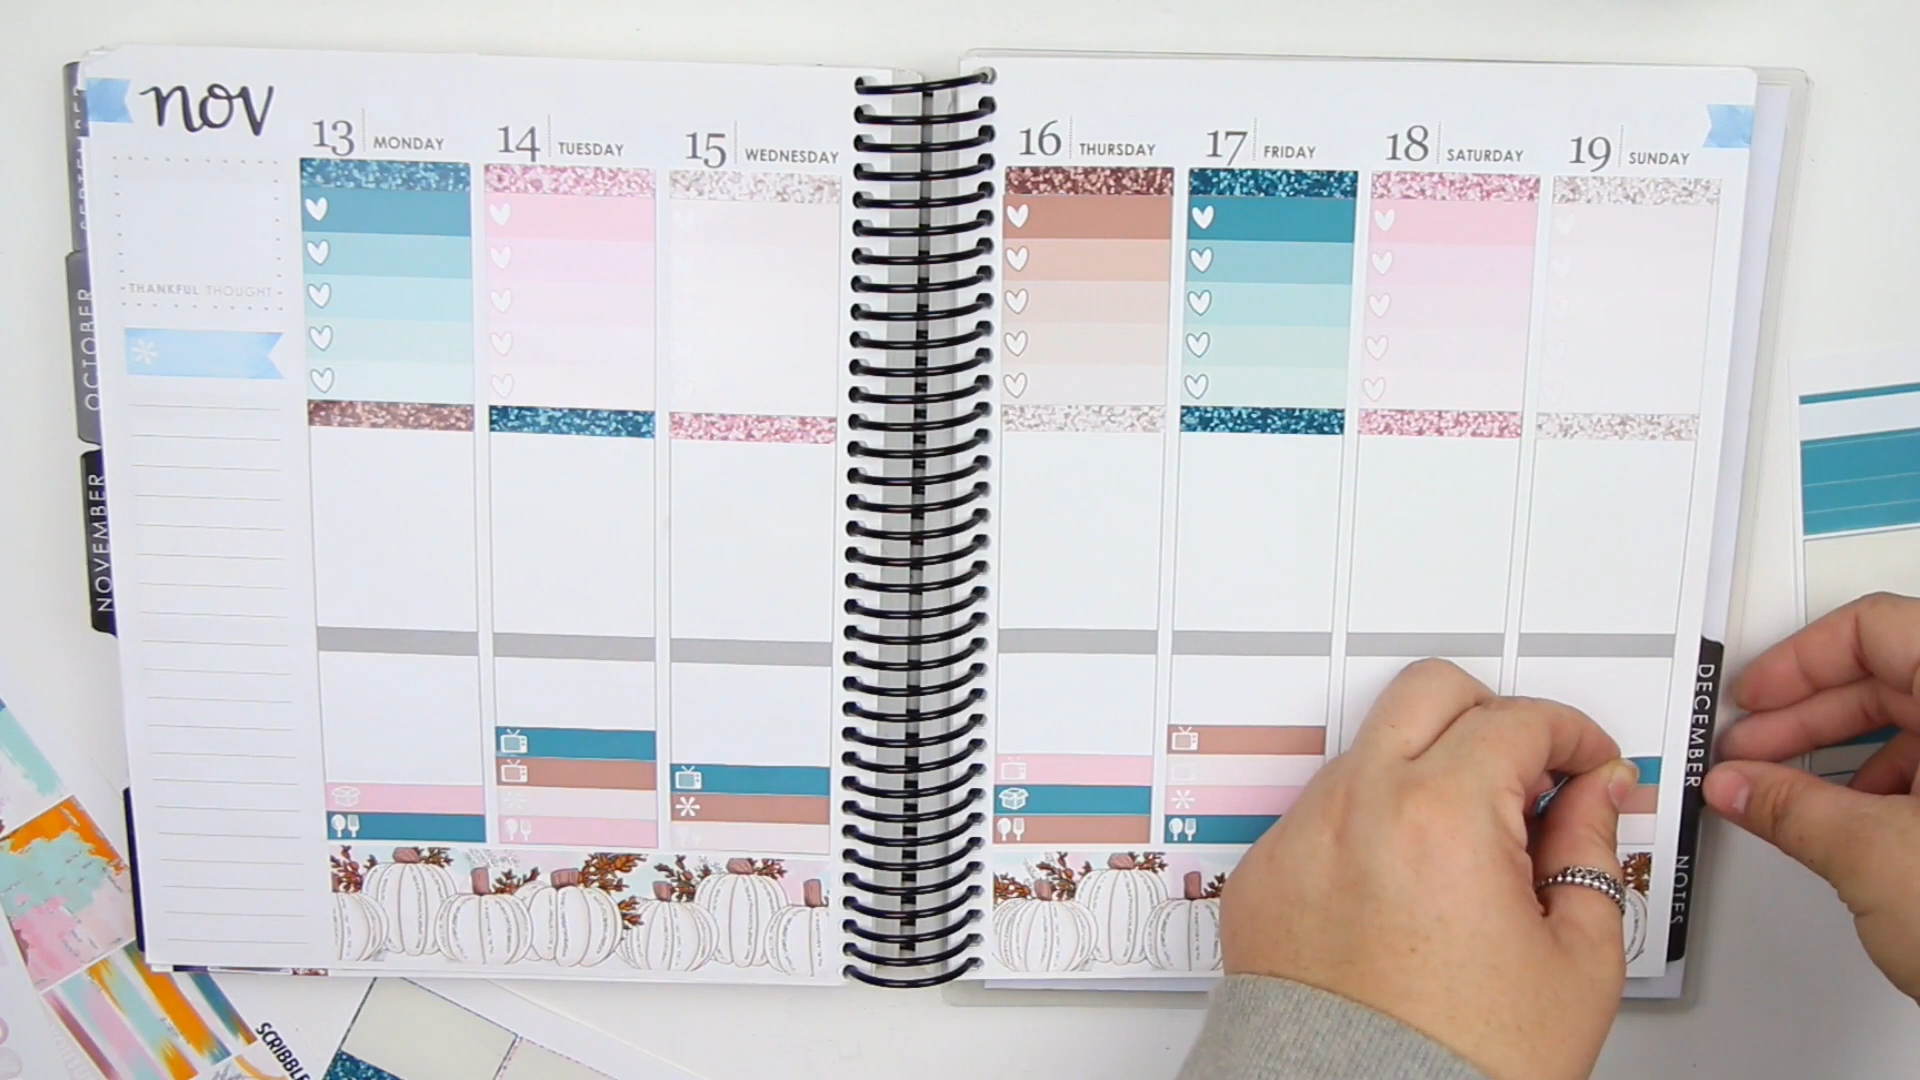 nov
13 MONDAY
14 TUESDAY
15 WEDNESDAY
16 THURSDAY
17 FRIDAY
18 SATURDAY
19 SUNDAY
THANKFUL THOUGHT
SEPTEMBER
OCTOBER
NOVEMBER
DECEMBER
NOTES
SCRIBBLE